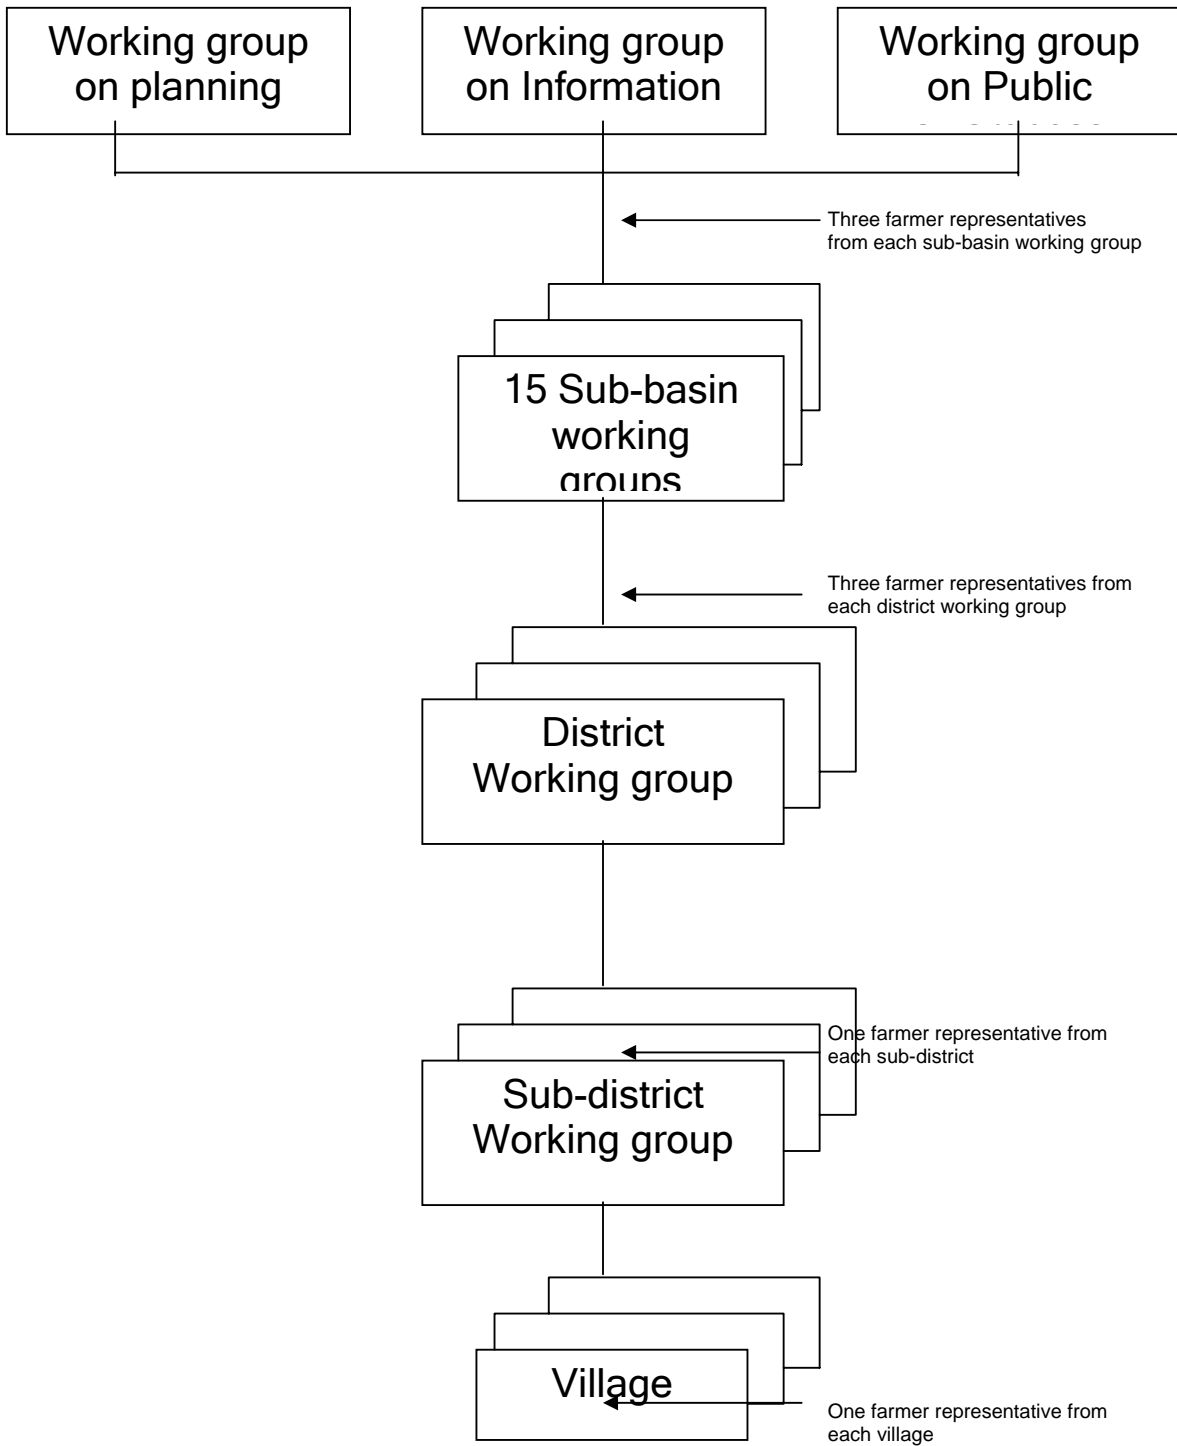 Working group
on planning
Working group
on Information
Working group
on Public
Three farmer representatives
from each sub-basin working group
15 Sub-basin
working
groups
Three farmer representatives from
each district working group
District
Working group
One farmer representative from
each sub-district
Sub-district
Working group
Village
One farmer representative from
each village